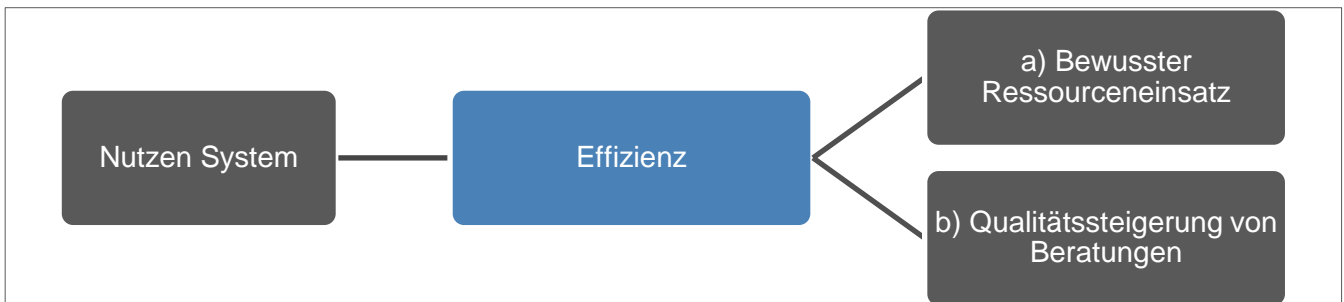 Nutzen System
Effizienz
a) Bewusster
Ressourceneinsatz
b) Qualitätssteigerung von
Beratungen